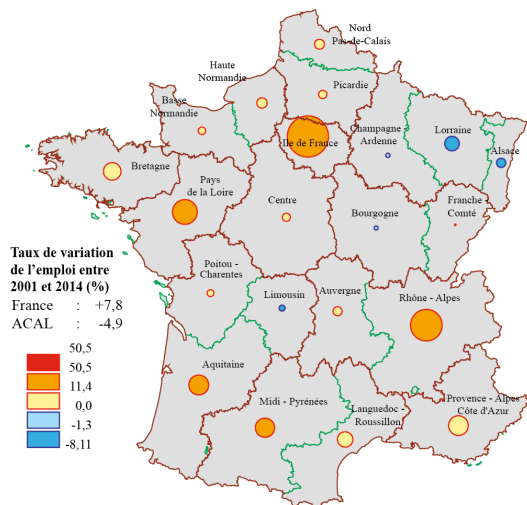 Nord
Pas-de-Calais
Haute
Normandie
Picardie
Basse
Normandie
Ile de France
Champagne
Ardenne
Lorraine
Alsace
Bretagne
Pays
de la Loire
Centre
Bourgogne
Franche -
Comté
Taux de variation
de l'emploi entre
2001 et 2014 (%)
France : +7,8
ACAL : -4,9
Poitou -
Charentes
Limousin
Auvergne
Rhône - Alpes
50,5
50,5
11,4
0,0
-1,3
-8,11
Aquitaine
Midi - Pyrénées
Languedoc -
Roussillon
Provence - Alpes
Côte d'Azur